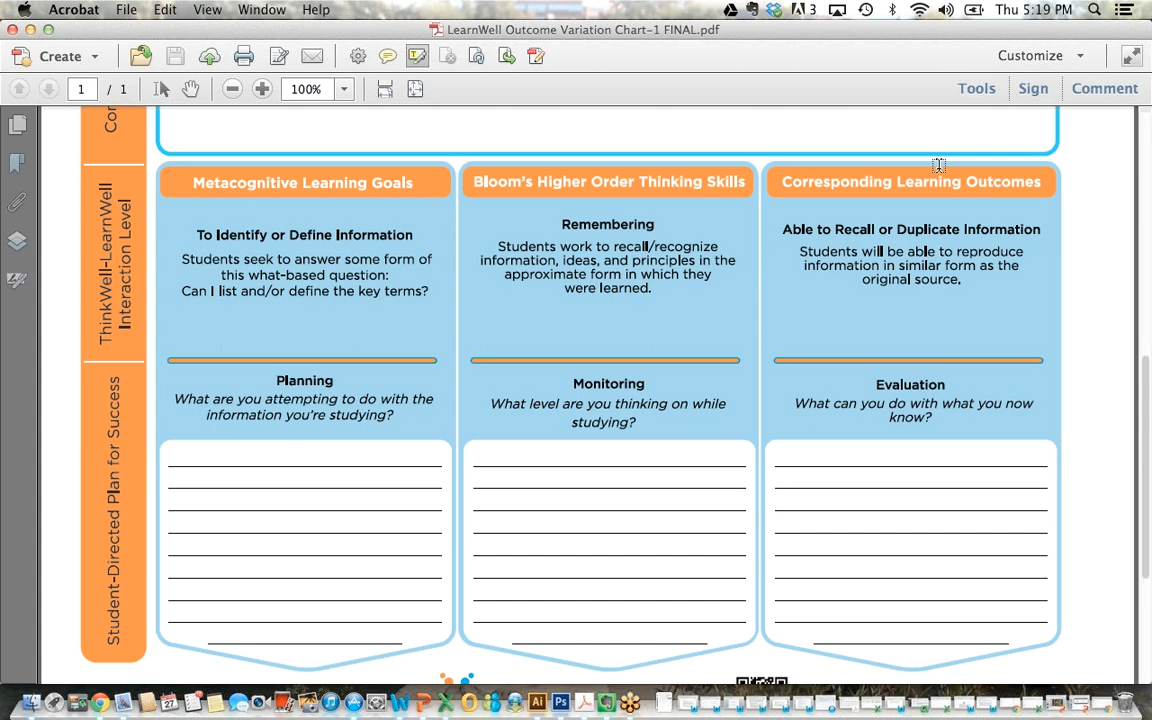 Acrobat File Edit View Window Help
3 Thu 5:19 PM
LearnWell Outcome Variation Chart-1 FINAL.pdf
Create
Customize
1 / 1
100%
Tools Sign Comment
Metacognitive Learning Goals
Bloom's Higher Order Thinking Skills
Corresponding Learning Outcomes
ThinkWell-LearnWell
Interaction Level
To Identify or Define Information
Students seek to answer some form of
this what-based question:
Can I list and/or define the key terms?
Remembering
Students work to recall/recognize
information, ideas, and principles in the
approximate form in which they
were learned.
Able to Recall or Duplicate Information
Students will be able to reproduce
information in similar form as the
original source.
Student-Directed Plan for Success
Planning
What are you attempting to do with the
information you're studying?
Monitoring
What level are you thinking on while
studying?
Evaluation
What can you do with what you now
know?